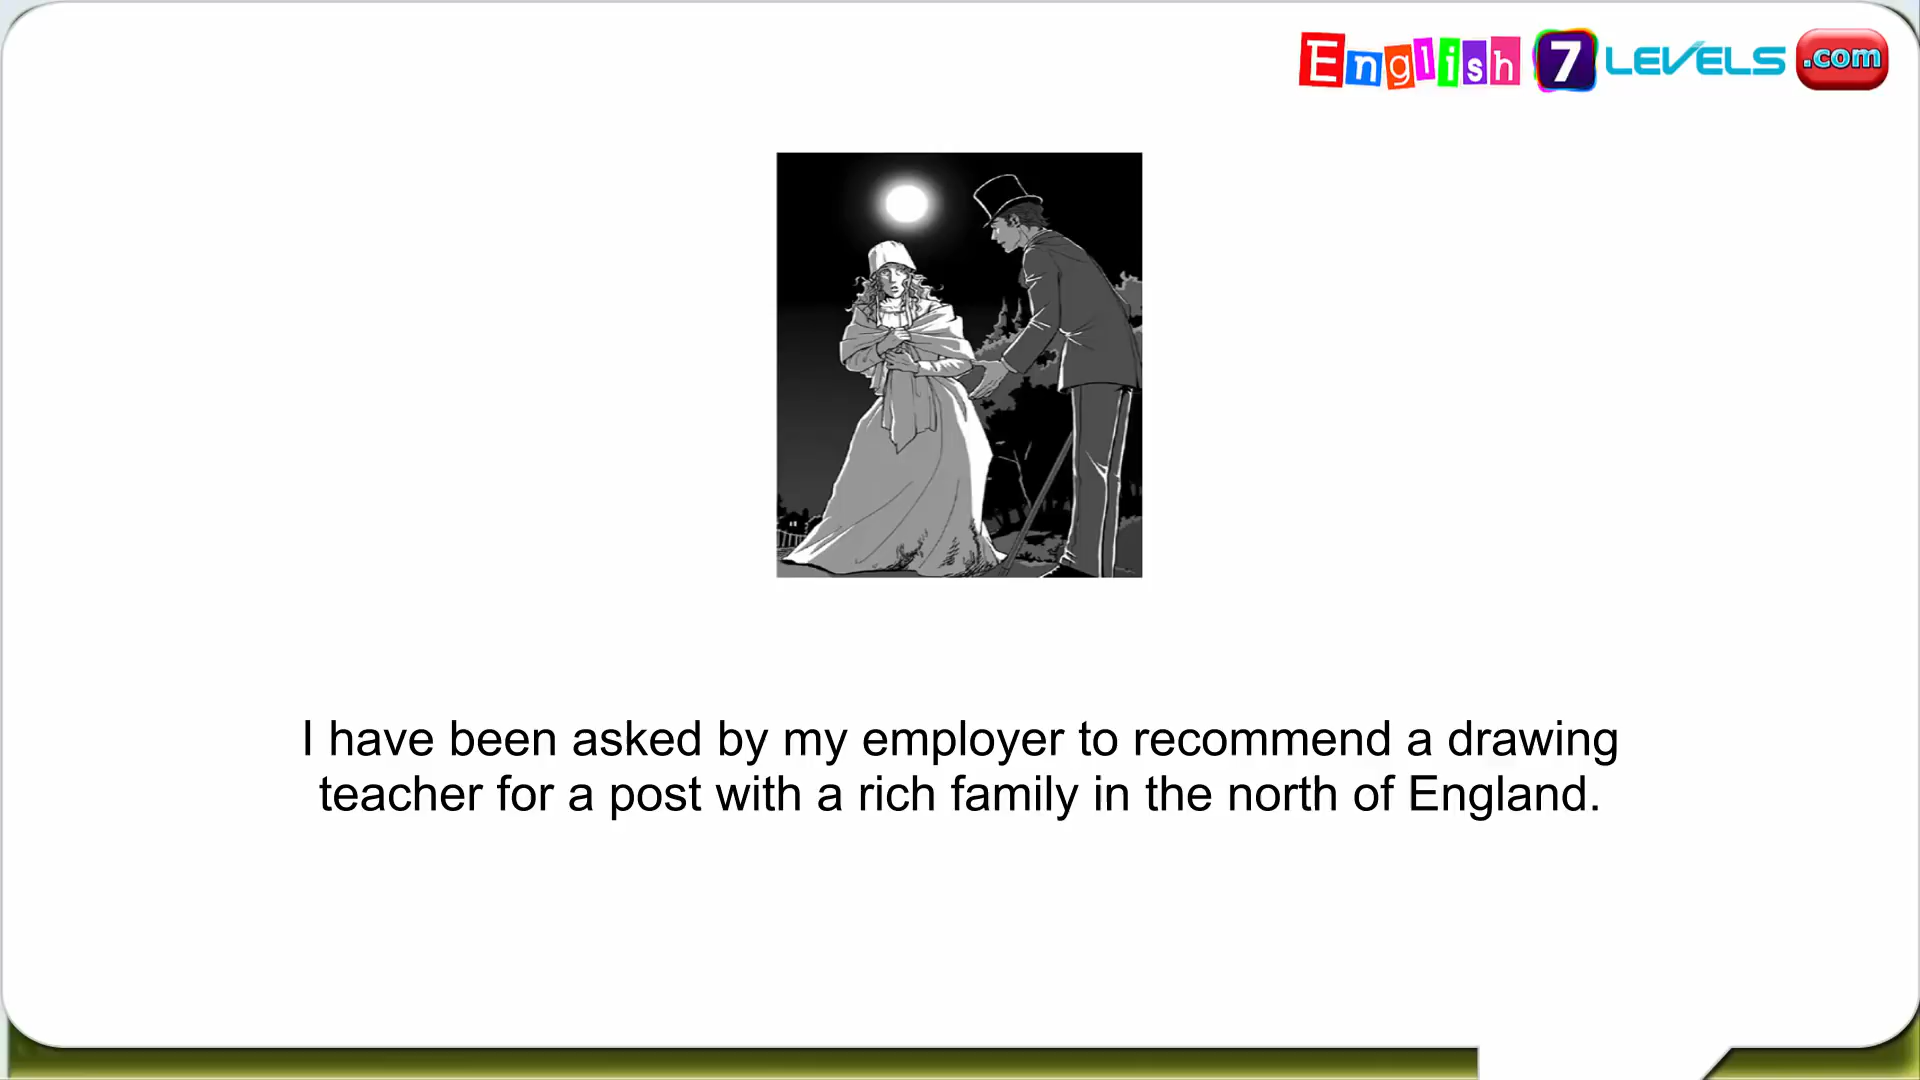 English 7 LEVELS .com
I have been asked by my employer to recommend a drawing
teacher for a post with a rich family in the north of England.